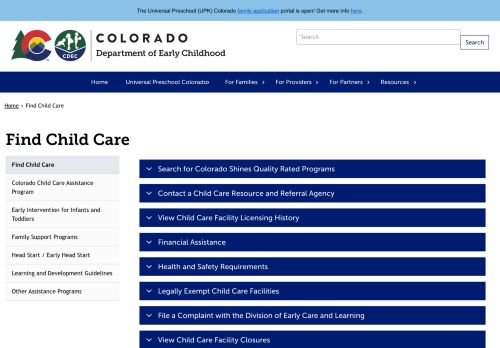 The Universal Preschool (UPK) Colorado family application portal is open! Get more info here.
COLORADO
Department of Early Childhood
CDEC
Search
Search
Home
Universal Preschool Colorado
For Families
For Providers
For Partners
Resources
Home › Find Child Care
Find Child Care
Find Child Care
Colorado Child Care Assistance
Program
Early Intervention for Infants and
Toddlers
Family Support Programs
Head Start / Early Head Start
Learning and Development Guidelines
Other Assistance Programs
Search for Colorado Shines Quality Rated Programs
Contact a Child Care Resource and Referral Agency
View Child Care Facility Licensing History
Financial Assistance
Health and Safety Requirements
Legally Exempt Child Care Facilities
File a Complaint with the Division of Early Care and Learning
View Child Care Facility Closures